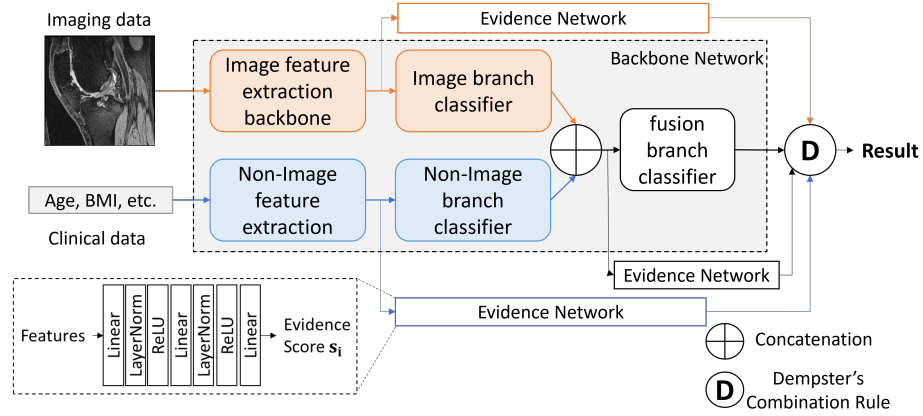 Imaging data
Evidence Network
Backbone Network
Image feature
extraction
backbone
Image branch
classifier
fusion
branch
classifier
D
Result
Age, BMI, etc.
Clinical data
Non-Image
feature
extraction
Non-Image
branch
classifier
Evidence Network
Evidence Network
Features
Linear
LayerNorm
ReLU
Linear
LayerNorm
ReLU
Linear
Evidence
Score sᵢ
Concatenation
D
Dempster's
Combination Rule